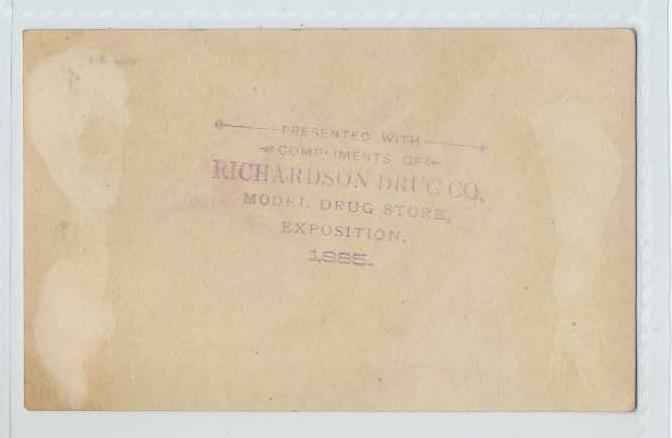 PRESENTED WITH
COMPLIMENTS OF
RICHARDSON DRUG CO.
MODEL DRUG STORE,
EXPOSITION,
1885.